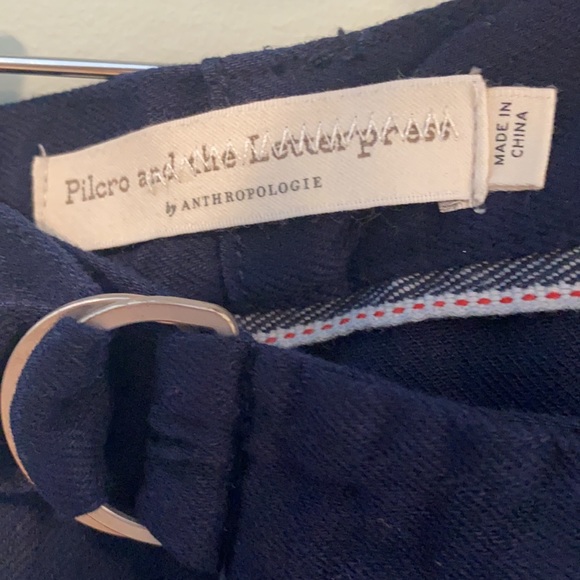 Pilcro and the Letterpress
by ANTHROPOLOGIE
MADE IN
CHINA